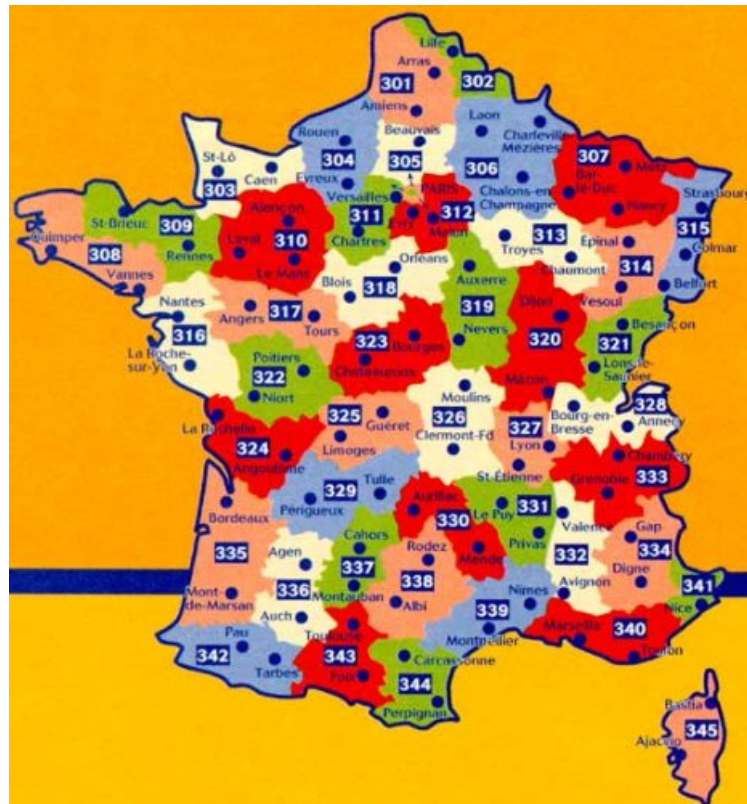 Lille
Arras
301
302
Amiens
Laon
Rouen
Beauvais
Charleville
Mézières
304
305
306
307
St-Lô
Metz
303
Caen
Evreux
Bar-
le-Duc
Chalons-en
Champagne
Versailles
PARIS
Strasbourg
Nancy
St-Brieuc
309
Alençon
311
Evry
312
Melun
313
315
Quimper
308
Rennes
Laval
310
Chartres
Troyes
Epinal
314
Colmar
Le Mans
Orléans
Chaumont
Vannes
Blois
318
Auxerre
Belfort
Vesoul
Nantes
317
319
Dijon
Angers
Tours
320
Besançon
316
323
Bourges
Nevers
321
La Roche-
sur-Yon
Poitiers
Chateauroux
Lons-le-
Saunier
322
Niort
Moulins
Mâcon
328
La Rochelle
325
Guéret
326
327
Bourg-en-
Bresse
Annecy
324
Limoges
Clermont-Fd
Lyon
Angoulême
Chambéry
St-Étienne
333
329
Tulle
Grenoble
Périgueux
Aurillac
Le Puy
331
Bordeaux
330
Valence
Cahors
Privas
Gap
335
Agen
Rodez
Mende
332
334
337
338
Digne
Mont-
de-Marsan
336
Montauban
Nîmes
Avignon
341
Auch
Albi
339
Nice
Toulouse
Marseille
340
Pau
Montpellier
342
343
Carcassonne
Toulon
Tarbes
Foix
344
Perpignan
Bastia
345
Ajaccio